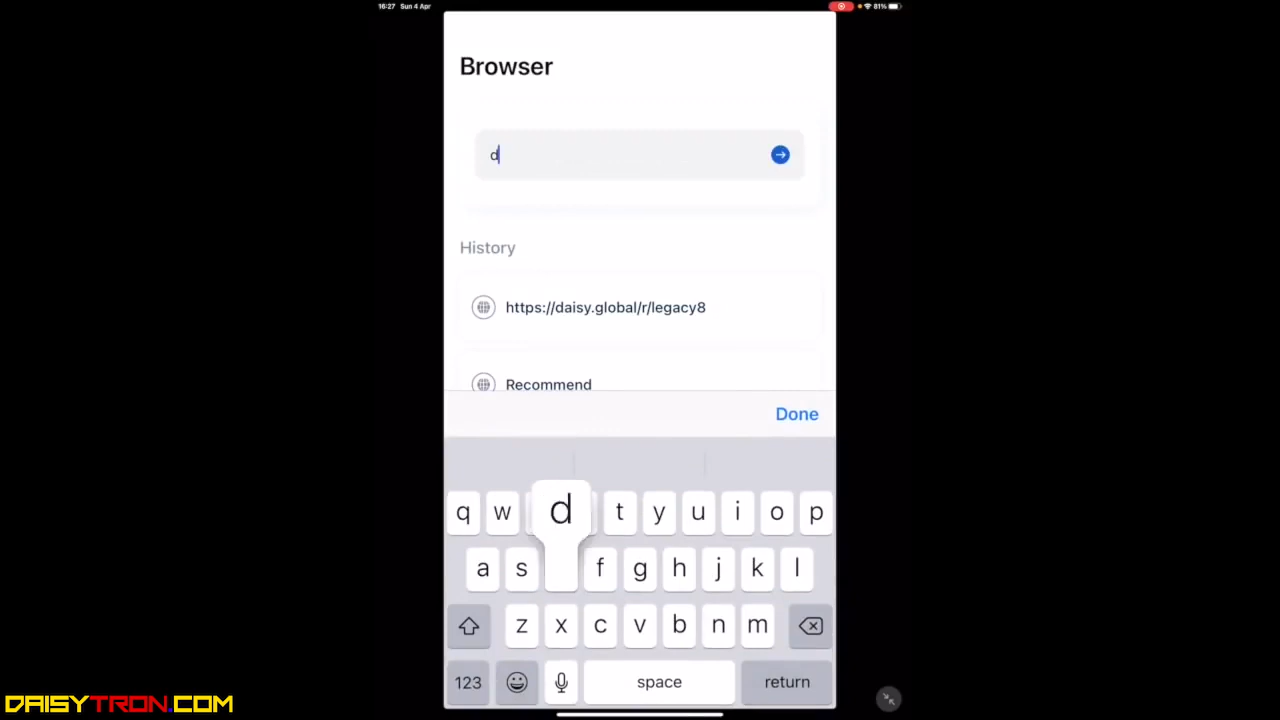 16:27 Sun 4 Apr
81%
Browser
d
History
https://daisy.global/r/legacy8
Recommend
Done
q w d t y u i o p
a s f g h j k l
z x c v b n m
123 space return
DAISYTRON.COM